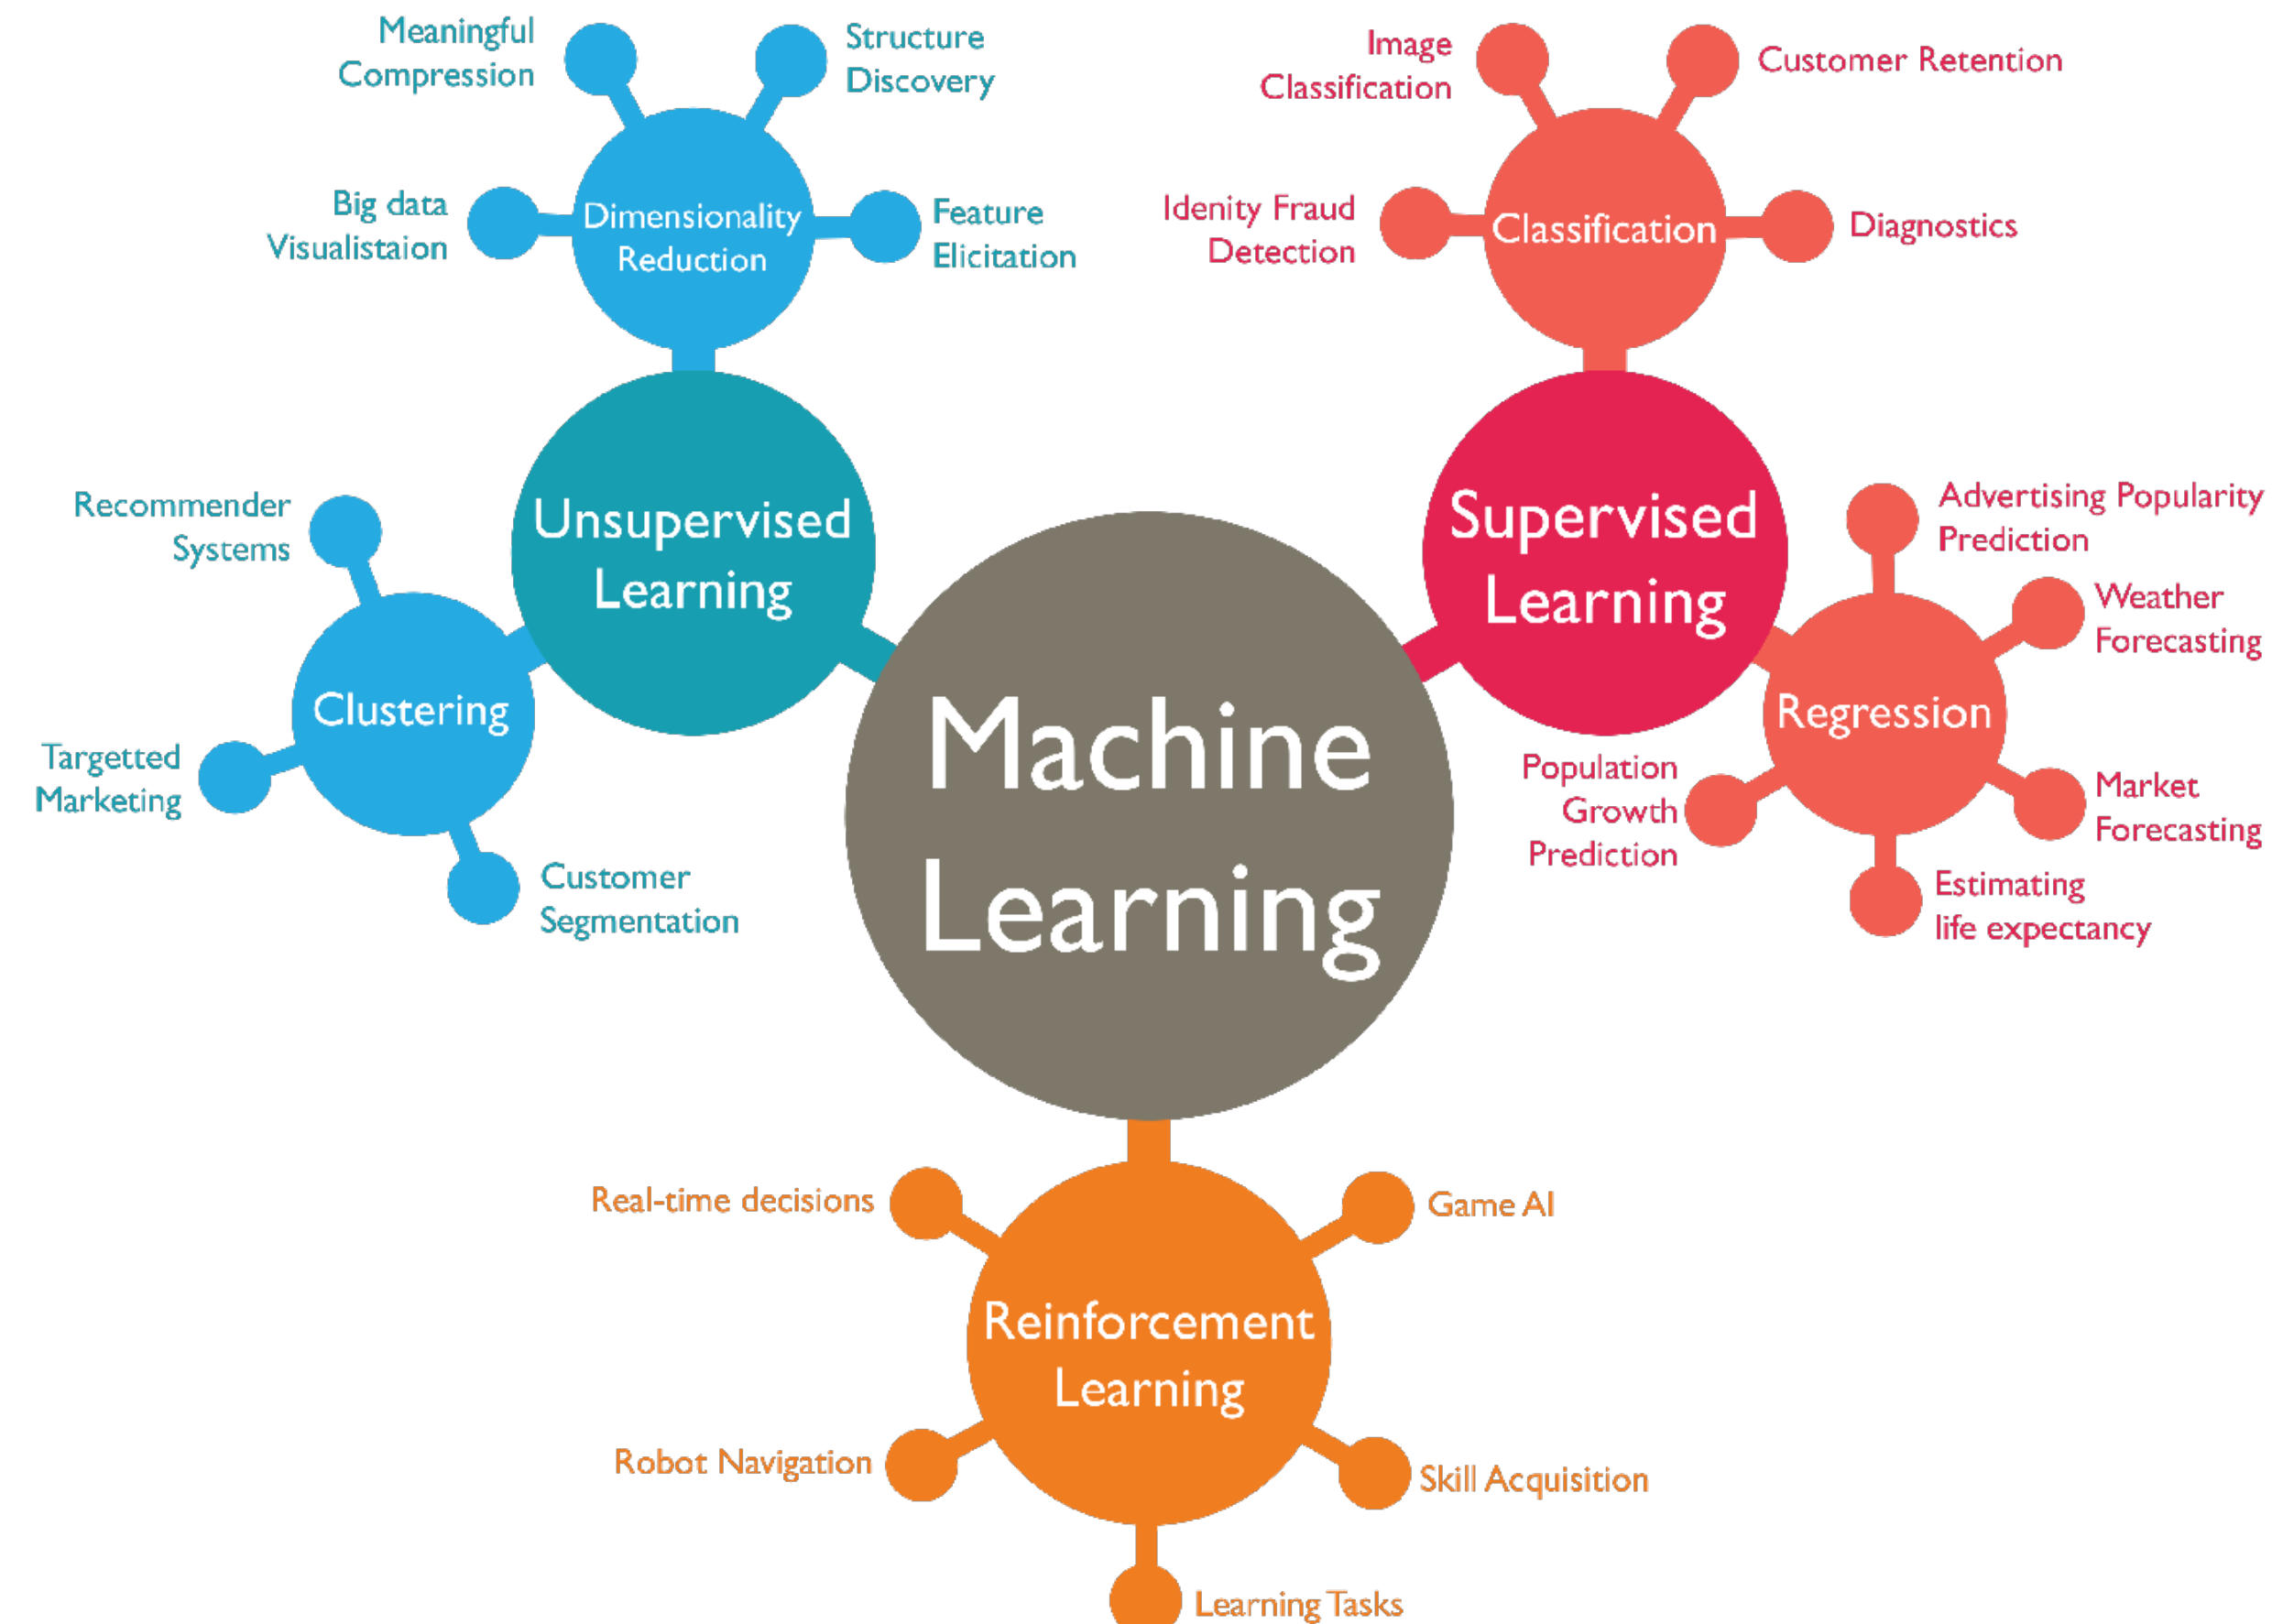 Meaningful
Compression
Structure
Discovery
Big data
Visualistaion
Dimensionality
Reduction
Feature
Elicitation
Image
Classification
Customer Retention
Idenity Fraud
Detection
Classification
Diagnostics
Unsupervised
Learning
Recommender
Systems
Clustering
Targetted
Marketing
Customer
Segmentation
Supervised
Learning
Advertising Popularity
Prediction
Weather
Forecasting
Regression
Population
Growth
Prediction
Market
Forecasting
Estimating
life expectancy
Machine
Learning
Real-time decisions
Game AI
Reinforcement
Learning
Robot Navigation
Skill Acquisition
Learning Tasks